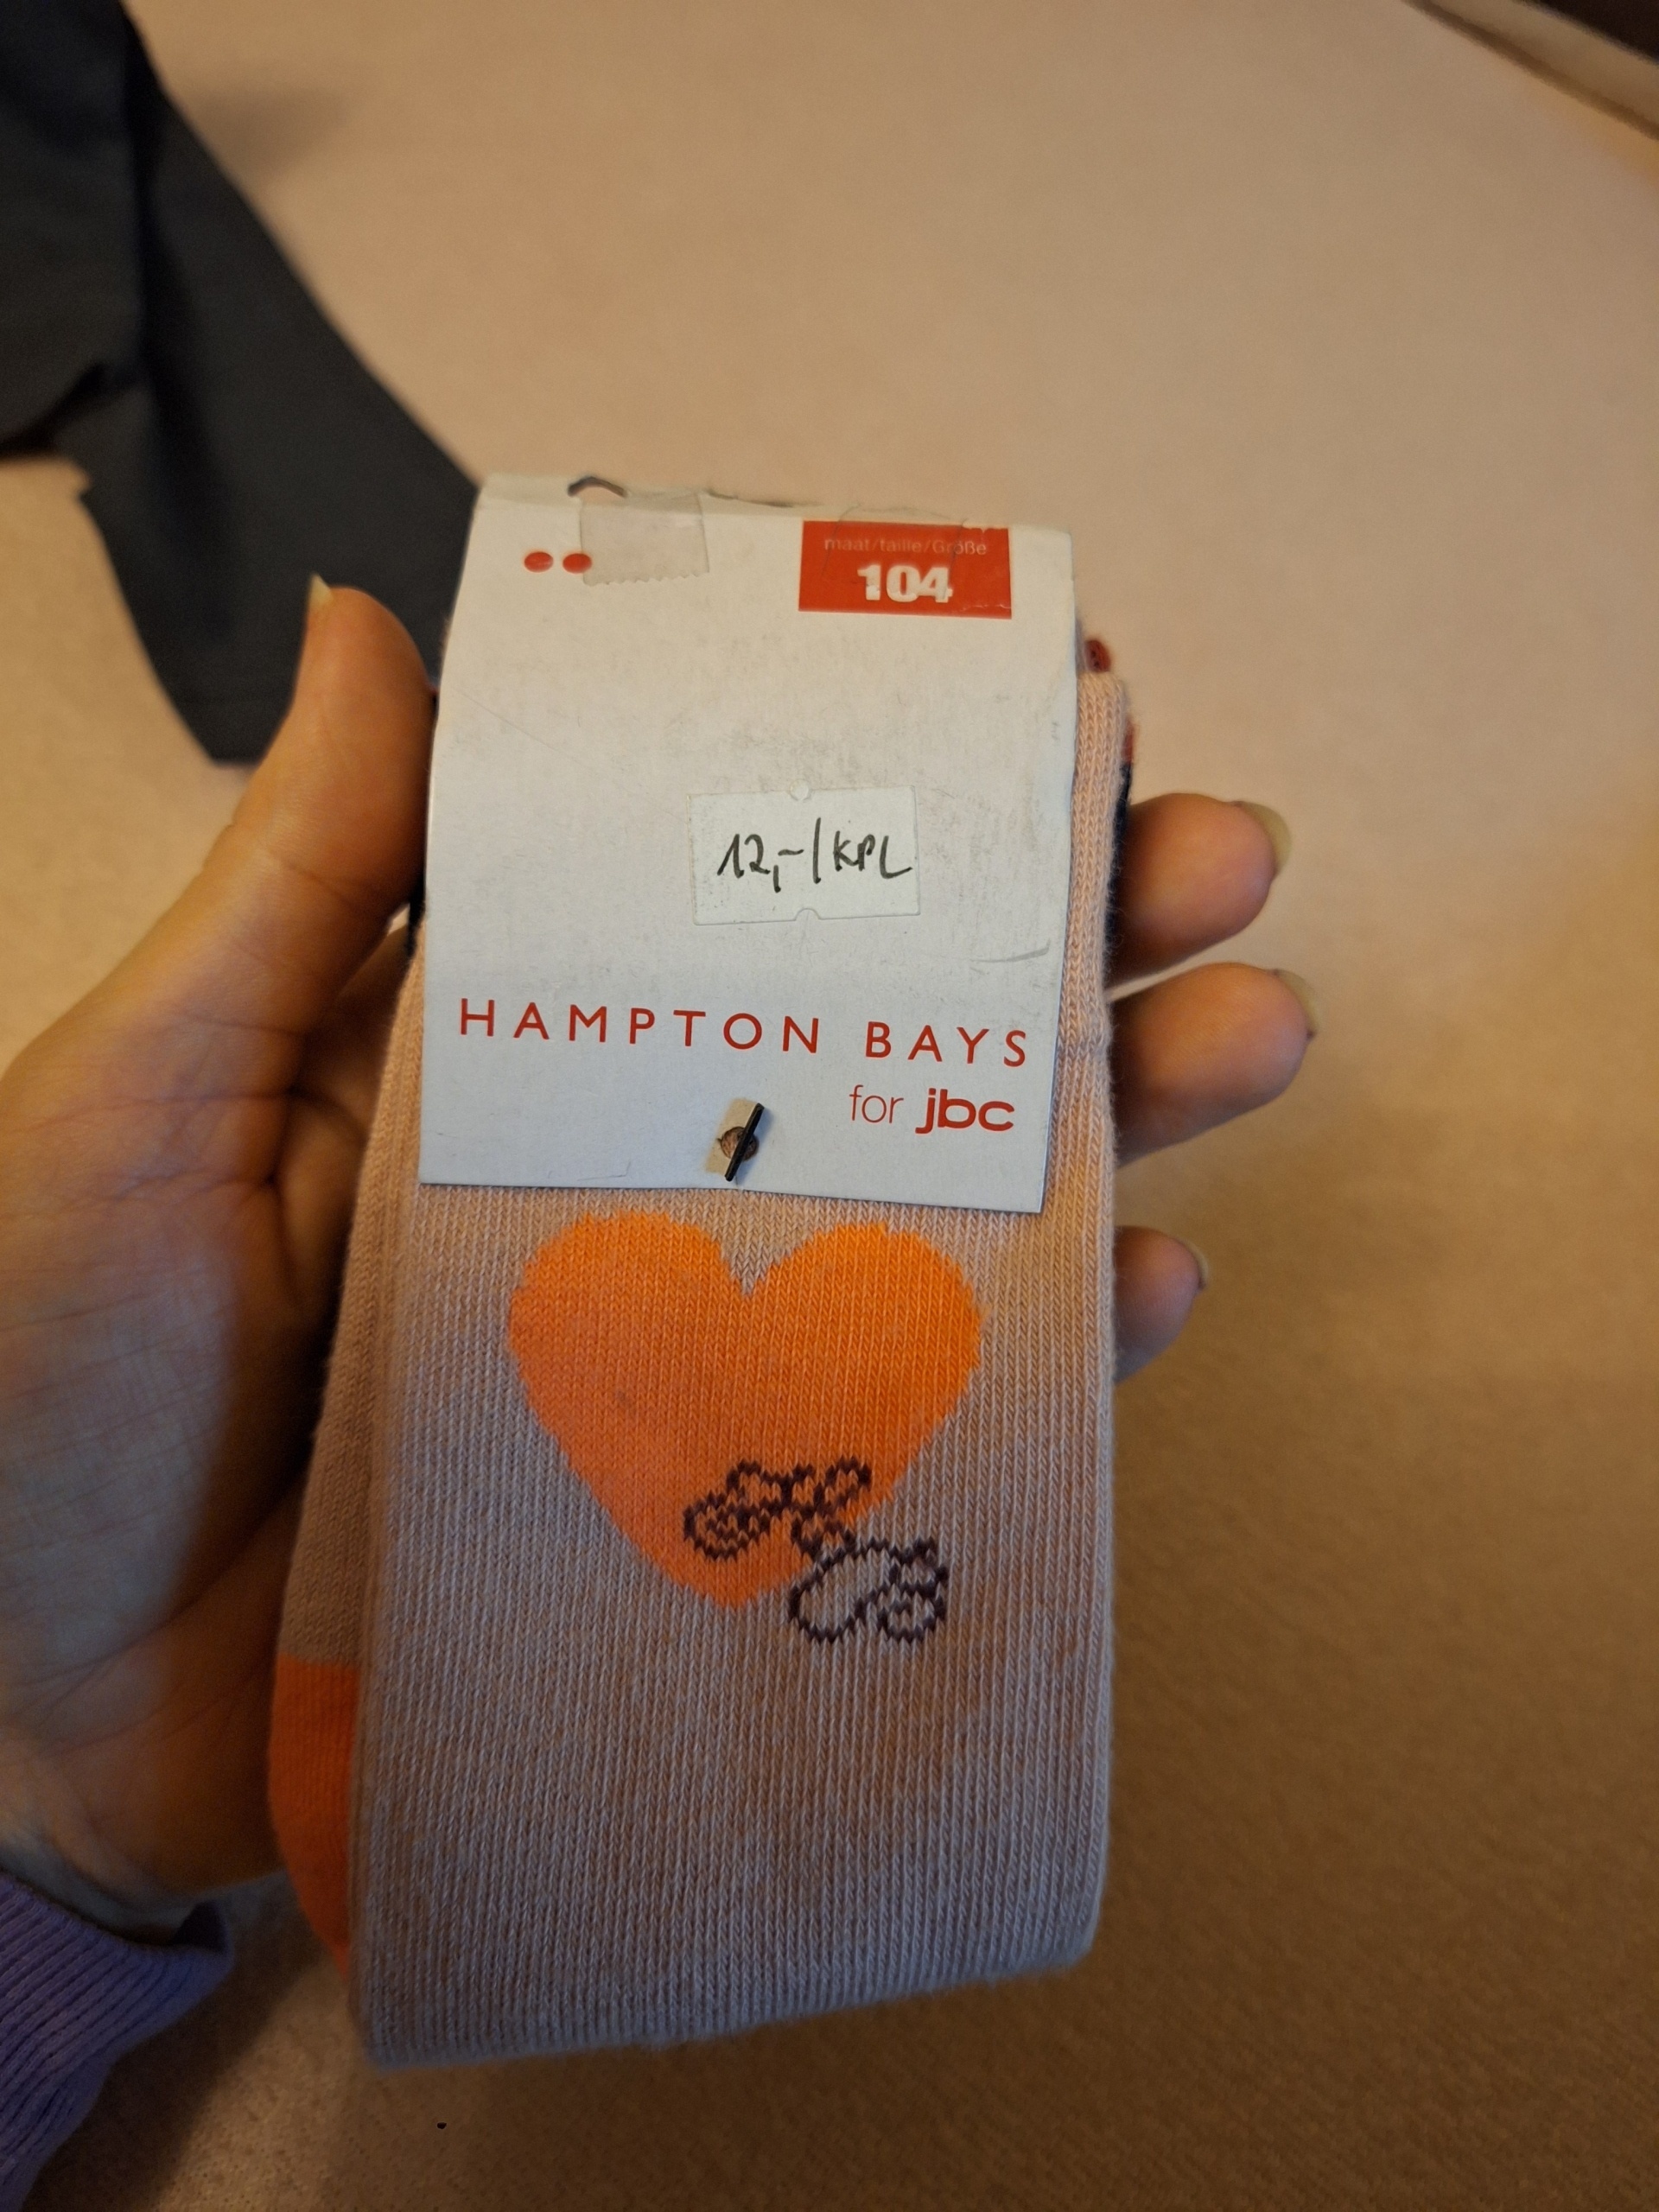 maat/taille/Größe
104
12,-/KPL
HAMPTON BAYS
for jbc